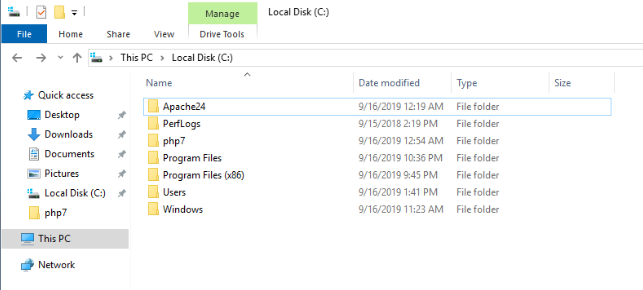 Manage
Local Disk (C:)
File
Home
Share
View
Drive Tools
This PC
Local Disk (C:)
Name
Date modified
Type
Size
Quick access
Desktop
Downloads
Documents
Pictures
Local Disk (C:)
php7
This PC
Network
Apache24 9/16/2019 12:19 AM File folder
PerfLogs 9/15/2018 2:19 PM File folder
php7 9/16/2019 12:54 AM File folder
Program Files 9/16/2019 10:36 PM File folder
Program Files (x86) 9/16/2019 9:45 PM File folder
Users 9/16/2019 1:41 PM File folder
Windows 9/16/2019 11:23 AM File folder